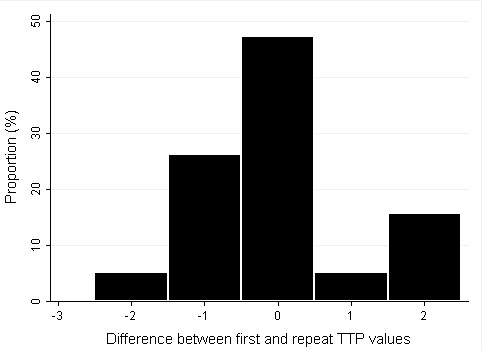 50
40
30
20
10
0
Proportion (%)
-3 -2 -1 0 1 2
Difference between first and repeat TTP values